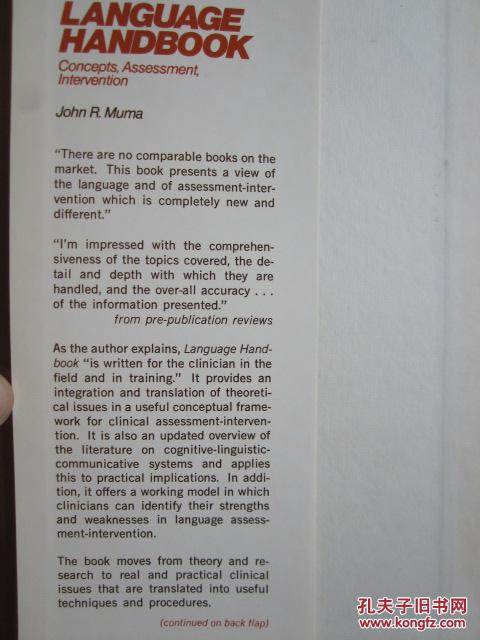 LANGUAGE
HANDBOOK
Concepts, Assessment,
Intervention
John R. Muma
“There are no comparable books on the
market. This book presents a view of
the language and of assessment-inter-
vention which is completely new and
different.”
“I’m impressed with the comprehen-
siveness of the topics covered, the de-
tail and depth with which they are
handled, and the over-all accuracy . . .
of the information presented.”
from pre-publication reviews
As the author explains, Language Hand-
book “is written for the clinician in the
field and in training.” It provides an
integration and translation of theoreti-
cal issues in a useful conceptual frame-
work for clinical assessment-interven-
tion. It is also an updated overview of
the literature on cognitive-linguistic-
communicative systems and applies
this to practical implications. In addi-
tion, it offers a working model in which
clinicians can identify their strengths
and weaknesses in language assess-
ment-intervention.
The book moves from theory and re-
search to real and practical clinical
issues that are translated into useful
techniques and procedures.
(continued on back flap)
孔夫子旧书网
www.kongfz.com